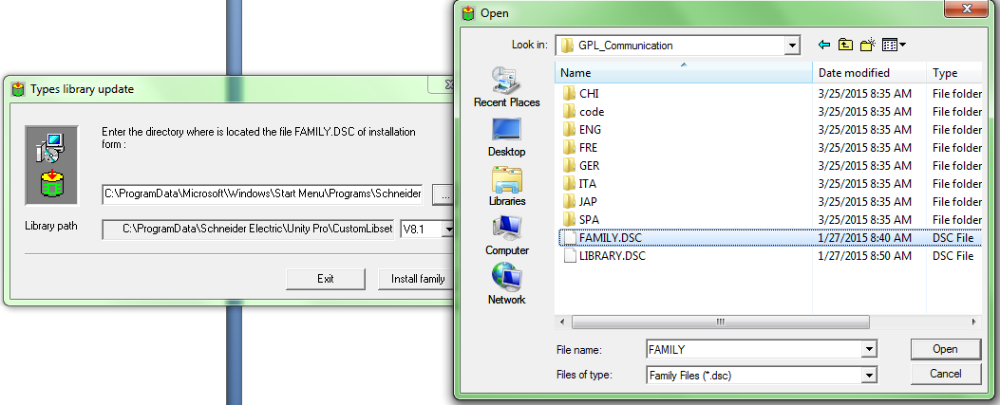 Types library update
Enter the directory where is located the file FAMILY.DSC of installation
form :
C:\ProgramData\Microsoft\Windows\Start Menu\Programs\Schneider
...
Library path
C:\ProgramData\Schneider Electric\Unity Pro\CustomLibset
V8.1
Exit
Install family
Open
Look in:
GPL_Communication
Recent Places
Desktop
Libraries
Computer
Network
Name Date modified Type
CHI 3/25/2015 8:35 AM File folder
code 3/25/2015 8:35 AM File folder
ENG 3/25/2015 8:35 AM File folder
FRE 3/25/2015 8:35 AM File folder
GER 3/25/2015 8:35 AM File folder
ITA 3/25/2015 8:35 AM File folder
JAP 3/25/2015 8:35 AM File folder
SPA 3/25/2015 8:35 AM File folder
FAMILY.DSC 1/27/2015 8:40 AM DSC File
LIBRARY.DSC 1/27/2015 8:50 AM DSC File
File name:
FAMILY
Open
Files of type:
Family Files (*.dsc)
Cancel